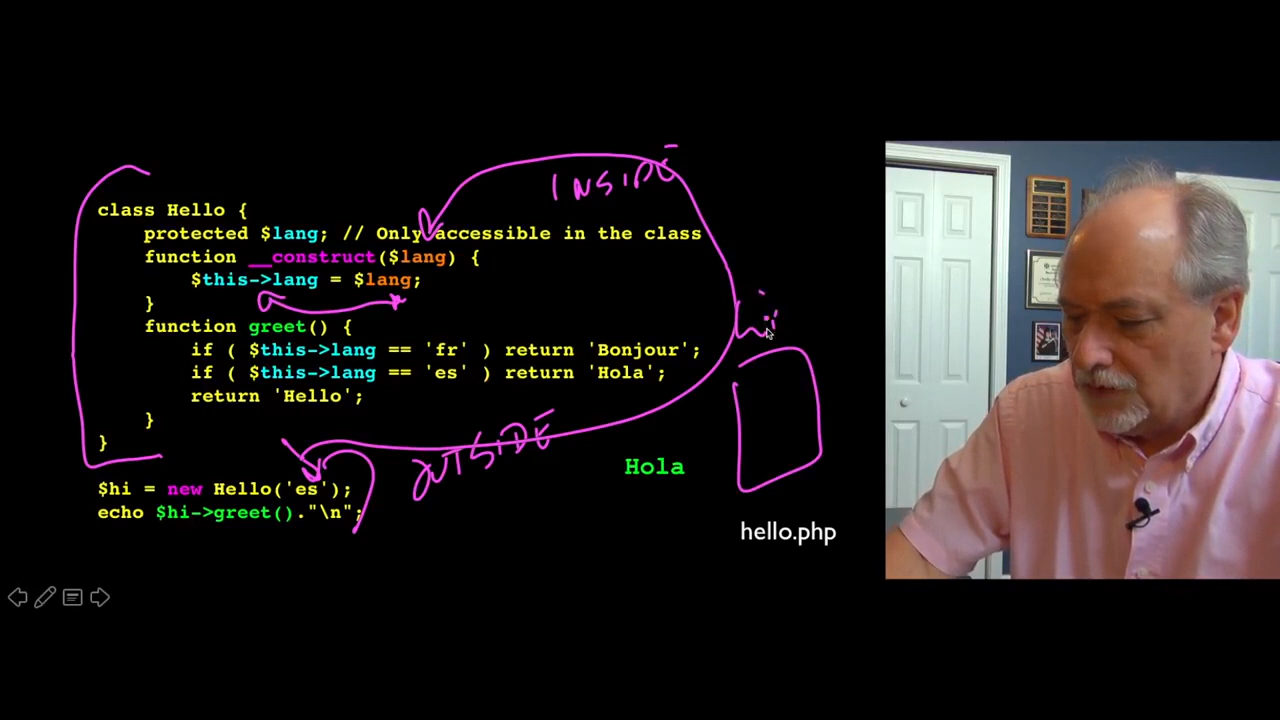 INSIDE
class Hello {
protected $lang; // Only accessible in the class
function __construct($lang) {
$this->lang = $lang;
}
hi
function greet() {
if ( $this->lang == 'fr' ) return 'Bonjour';
if ( $this->lang == 'es' ) return 'Hola';
return 'Hello';
}
}
OUTSIDE
Hola
$hi = new Hello('es');
echo $hi->greet()."\n";
hello.php